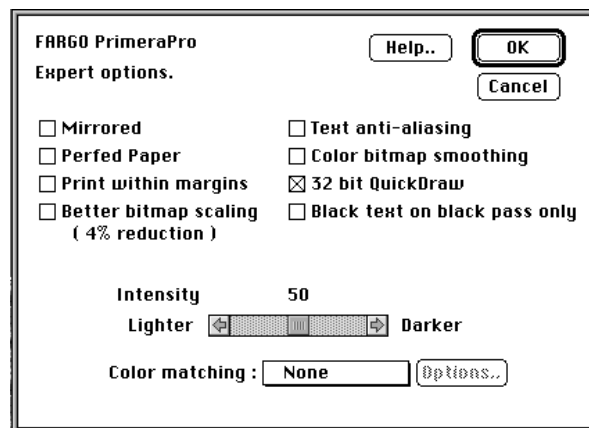 FARGO PrimeraPro
Help..
OK
Expert options.
Cancel
Mirrored
Text anti-aliasing
Perfed Paper
Color bitmap smoothing
Print within margins
32 bit QuickDraw
Better bitmap scaling
( 4% reduction )
Black text on black pass only
Intensity 50
Lighter
Darker
Color matching : None
Options..